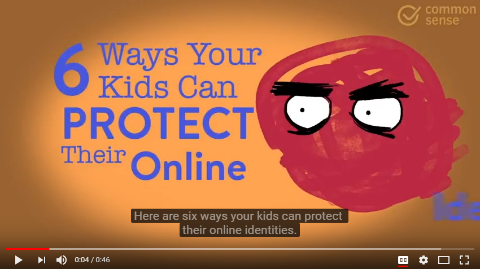 common
sense
6 Ways Your
Kids Can
PROTECT
Their Online
Ide
Here are six ways your kids can protect
their online identities.
0:04 / 0:46